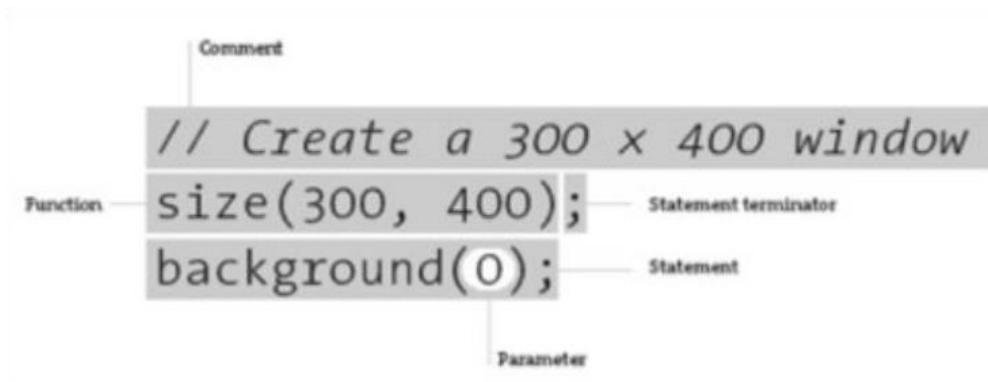 Comment
// Create a 300 x 400 window
Function
size(300, 400);
Statement terminator
background(0);
Statement
Parameter